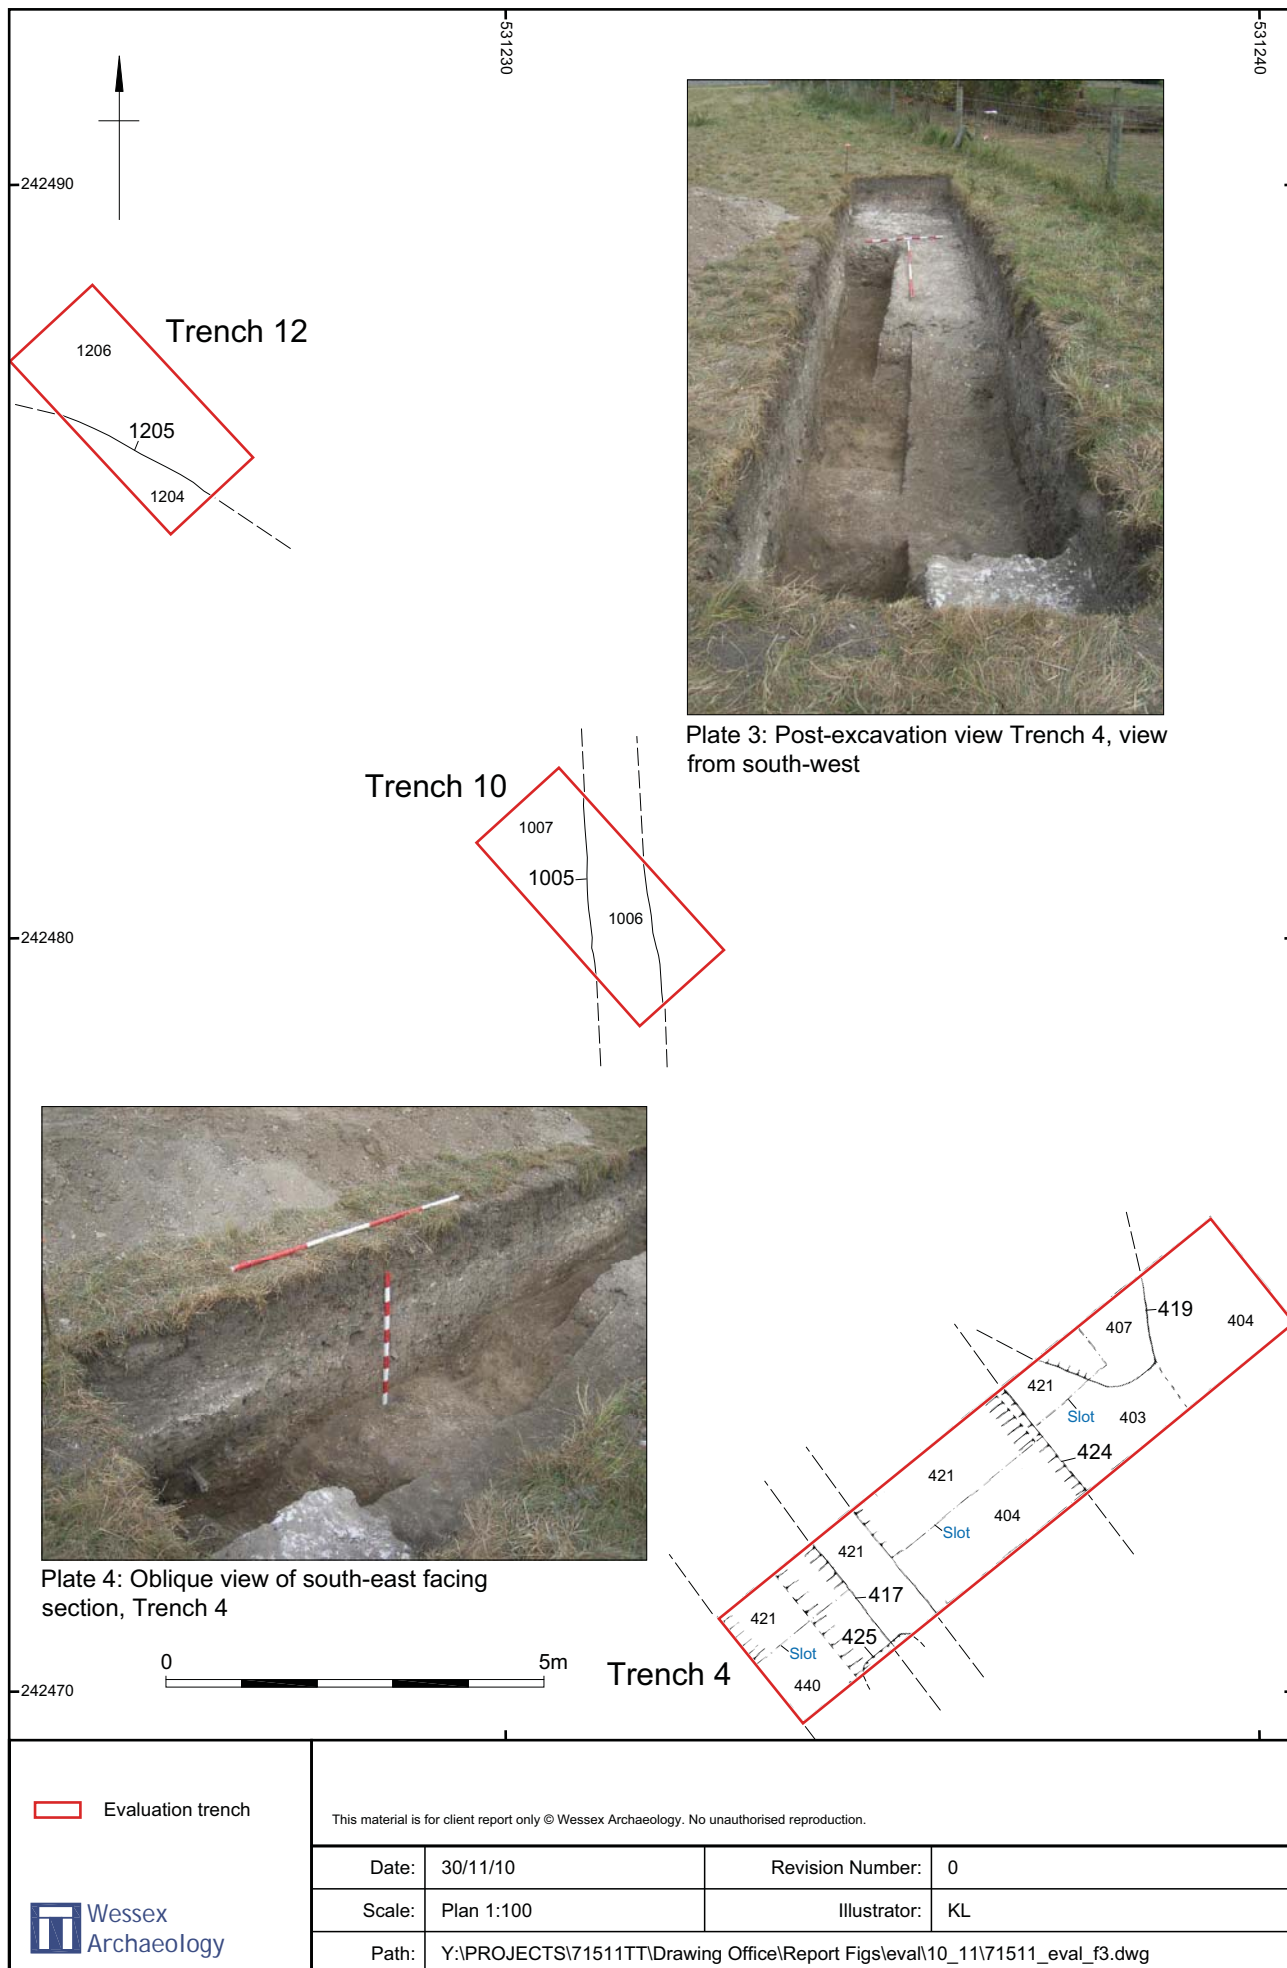 531230
531240
242490
Trench 12
1206
1205
1204
Plate 3: Post-excavation view Trench 4, view
from south-west
Trench 10
1007
1005
1006
242480
419
407
404
421
Slot
403
424
421
404
Slot
421
417
421
425
Slot
440
Plate 4: Oblique view of south-east facing
section, Trench 4
0 5m
Trench 4
242470
Evaluation trench
This material is for client report only © Wessex Archaeology. No unauthorised reproduction.
Date: 30/11/10 Revision Number: 0
Scale: Plan 1:100 Illustrator: KL
Path: Y:\PROJECTS\71511TT\Drawing Office\Report Figs\eval\10_11\71511_eval_f3.dwg
Wessex
Archaeology